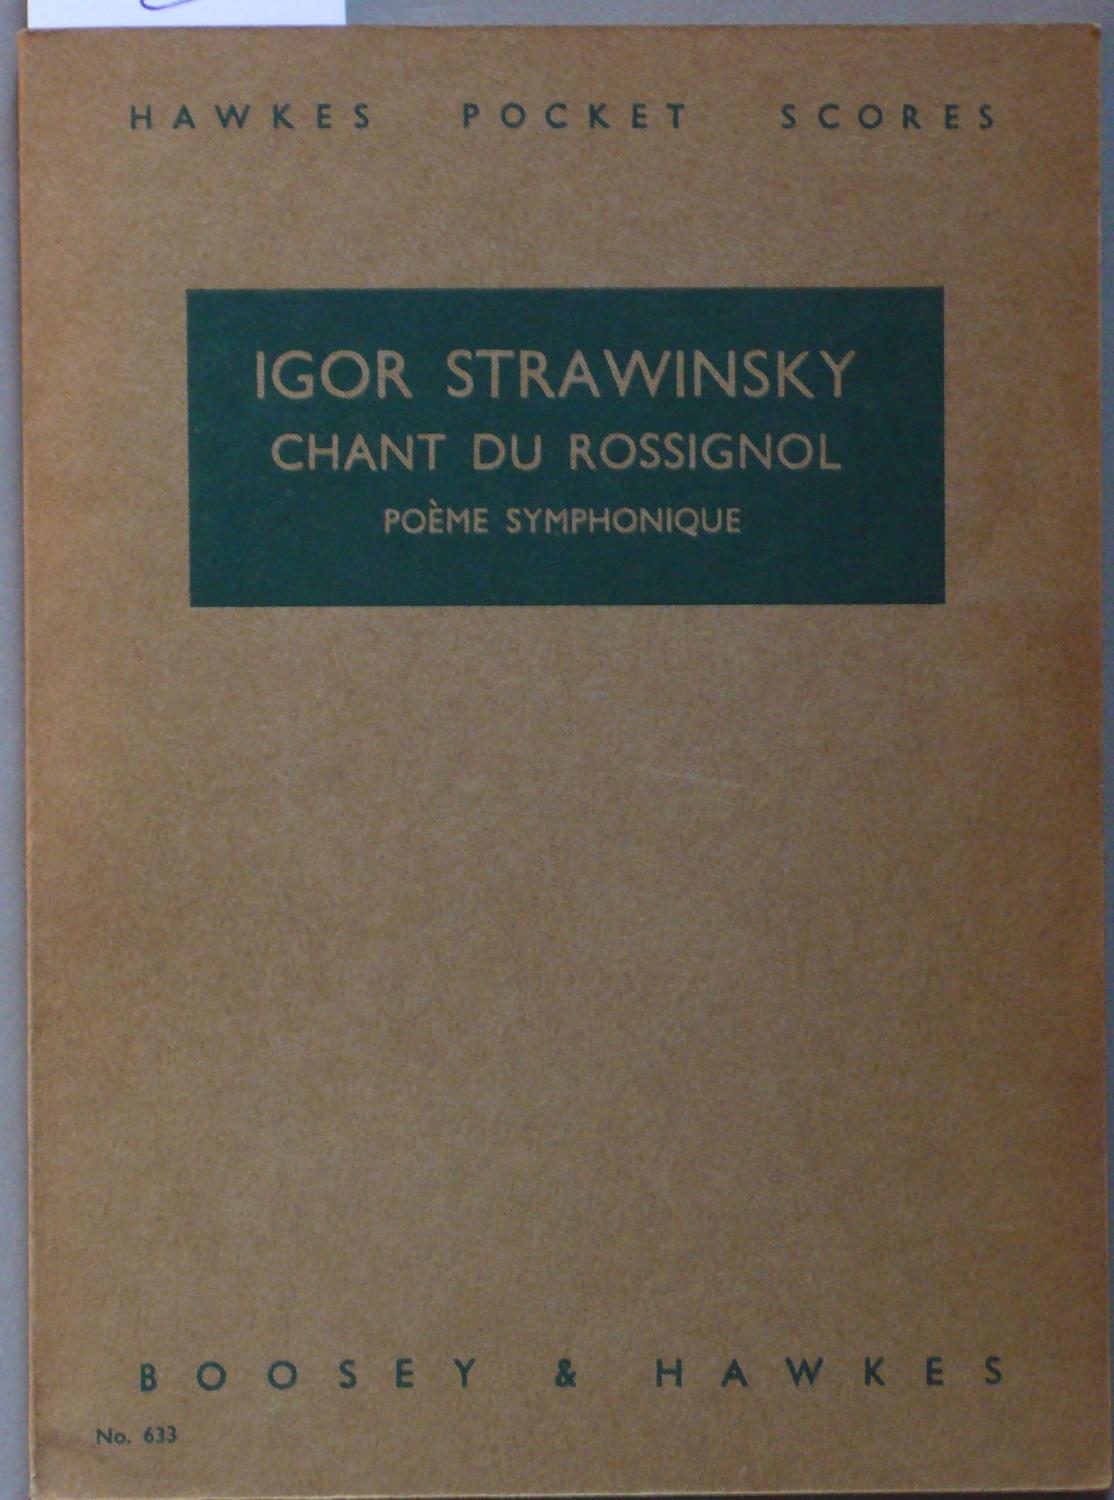 HAWKES POCKET SCORES
IGOR STRAWINSKY
CHANT DU ROSSIGNOL
POÈME SYMPHONIQUE
BOOSEY & HAWKES
No. 633